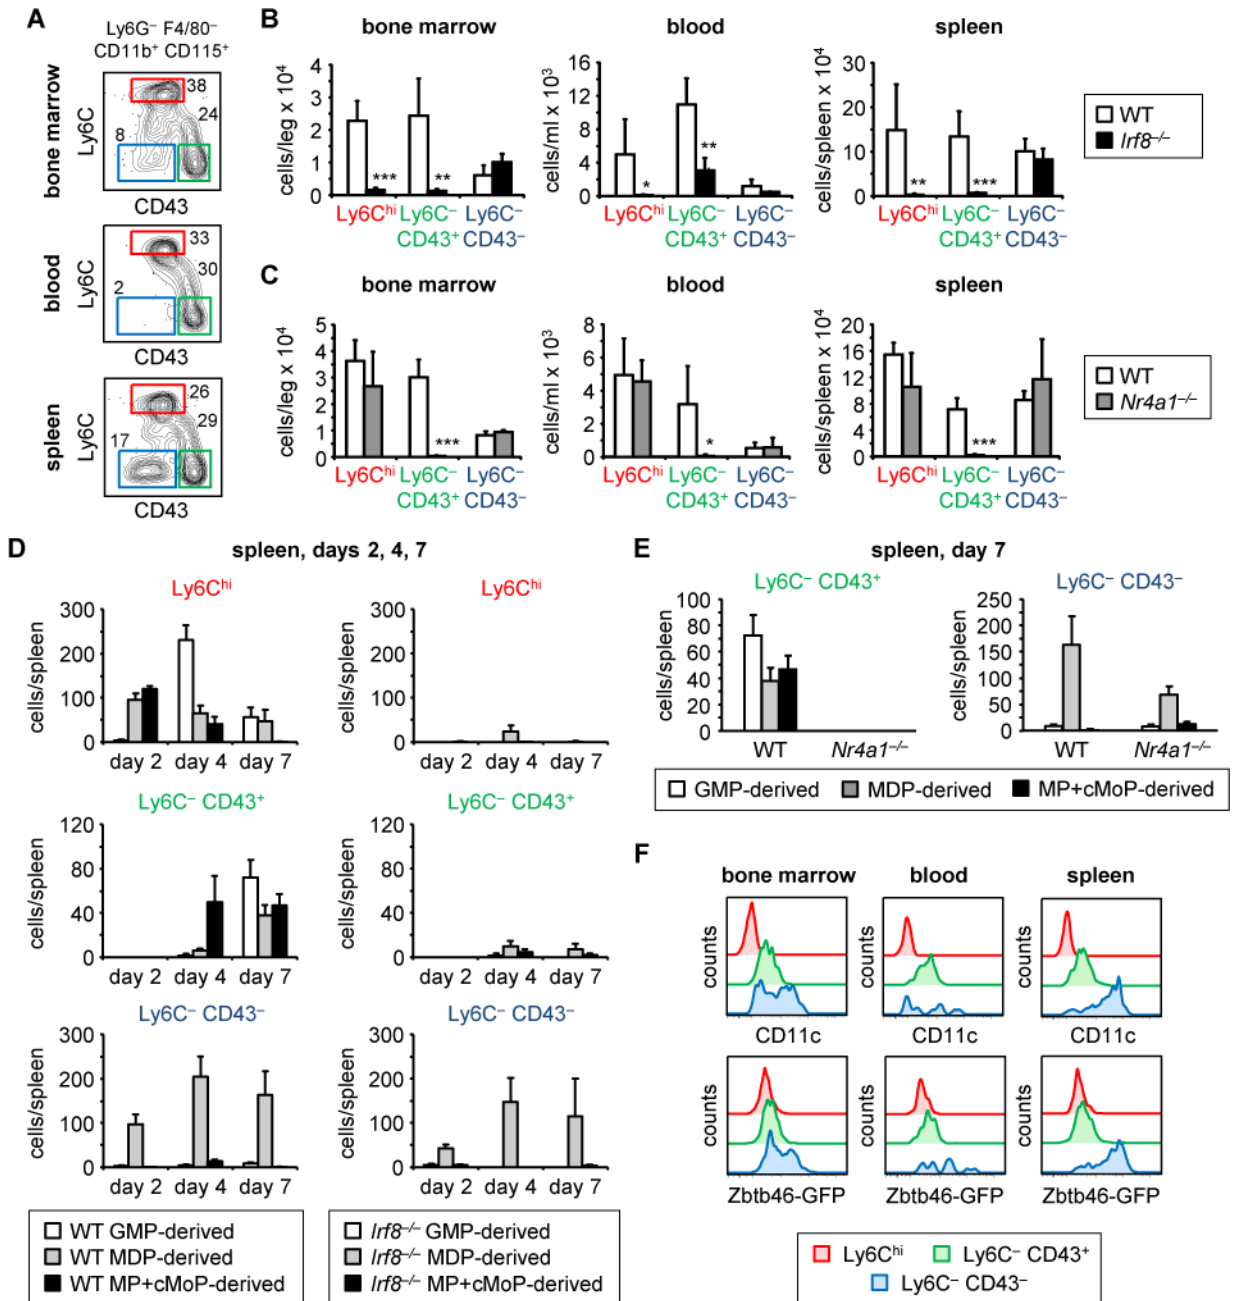 A
Ly6G⁻ F4/80⁻
CD11b⁺ CD115⁺
bone marrow
Ly6C
38
24
8
CD43
blood
Ly6C
33
30
2
CD43
spleen
Ly6C
26
29
17
CD43
B
bone marrow
cells/leg x 10⁴
4
3
2
1
0
***
**
Ly6Cʰⁱ
Ly6C⁻ CD43⁺
Ly6C⁻ CD43⁻
blood
cells/ml x 10³
16
12
8
4
0
*
**
Ly6Cʰⁱ
Ly6C⁻ CD43⁺
Ly6C⁻ CD43⁻
spleen
cells/spleen x 10⁴
30
20
10
0
**
***
Ly6Cʰⁱ
Ly6C⁻ CD43⁺
Ly6C⁻ CD43⁻
WT
Irf8⁻/⁻
C
bone marrow
cells/leg x 10⁴
5
4
3
2
1
0
***
Ly6Cʰⁱ
Ly6C⁻ CD43⁺
Ly6C⁻ CD43⁻
blood
cells/ml x 10³
8
6
4
2
0
*
Ly6Cʰⁱ
Ly6C⁻ CD43⁺
Ly6C⁻ CD43⁻
spleen
cells/spleen x 10⁴
20
16
12
8
4
0
***
Ly6Cʰⁱ
Ly6C⁻ CD43⁺
Ly6C⁻ CD43⁻
WT
Nr4a1⁻/⁻
D
spleen, days 2, 4, 7
Ly6Cʰⁱ
cells/spleen
300
200
100
0
day 2 day 4 day 7
Ly6Cʰⁱ
cells/spleen
300
200
100
0
day 2 day 4 day 7
Ly6C⁻ CD43⁺
cells/spleen
120
80
40
0
day 2 day 4 day 7
Ly6C⁻ CD43⁺
cells/spleen
120
80
40
0
day 2 day 4 day 7
Ly6C⁻ CD43⁻
cells/spleen
300
200
100
0
day 2 day 4 day 7
Ly6C⁻ CD43⁻
cells/spleen
300
200
100
0
day 2 day 4 day 7
WT GMP-derived
WT MDP-derived
WT MP+cMoP-derived
Irf8⁻/⁻ GMP-derived
Irf8⁻/⁻ MDP-derived
Irf8⁻/⁻ MP+cMoP-derived
E
spleen, day 7
Ly6C⁻ CD43⁺
cells/spleen
100
80
60
40
20
0
WT Nr4a1⁻/⁻
Ly6C⁻ CD43⁻
cells/spleen
250
200
150
100
50
0
WT Nr4a1⁻/⁻
GMP-derived MDP-derived MP+cMoP-derived
F
bone marrow blood spleen
counts
CD11c
counts
CD11c
counts
CD11c
counts
Zbtb46-GFP
counts
Zbtb46-GFP
counts
Zbtb46-GFP
Ly6Cʰⁱ Ly6C⁻ CD43⁺
Ly6C⁻ CD43⁻